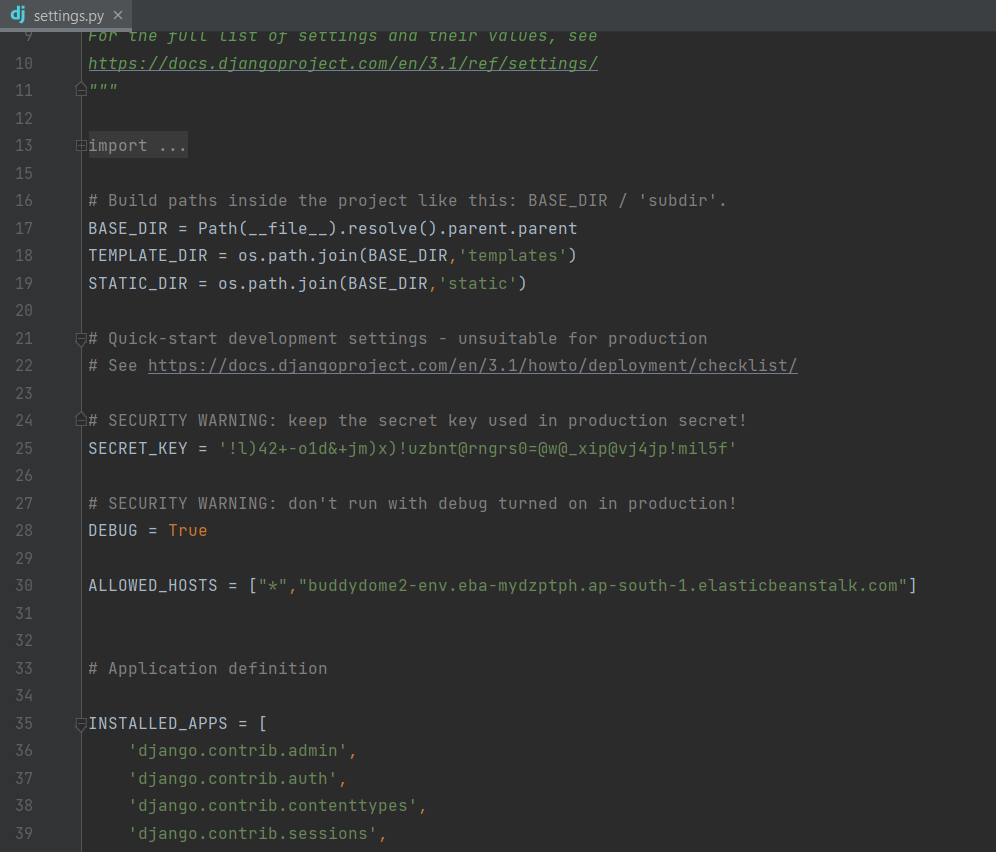 dj settings.py ×
9 For the full list of settings and their values, see
10 https://docs.djangoproject.com/en/3.1/ref/settings/
11 """
12
13 import ...
15
16 # Build paths inside the project like this: BASE_DIR / 'subdir'.
17 BASE_DIR = Path(__file__).resolve().parent.parent
18 TEMPLATE_DIR = os.path.join(BASE_DIR,'templates')
19 STATIC_DIR = os.path.join(BASE_DIR,'static')
20
21 # Quick-start development settings - unsuitable for production
22 # See https://docs.djangoproject.com/en/3.1/howto/deployment/checklist/
23
24 # SECURITY WARNING: keep the secret key used in production secret!
25 SECRET_KEY = '!l)42+-o1d&+jm)x)!uzbnt@rngrs0=@w@_xip@vj4jp!mil5f'
26
27 # SECURITY WARNING: don't run with debug turned on in production!
28 DEBUG = True
29
30 ALLOWED_HOSTS = ["*","buddydome2-env.eba-mydzptph.ap-south-1.elasticbeanstalk.com"]
31
32
33 # Application definition
34
35 INSTALLED_APPS = [
36     'django.contrib.admin',
37     'django.contrib.auth',
38     'django.contrib.contenttypes',
39     'django.contrib.sessions',